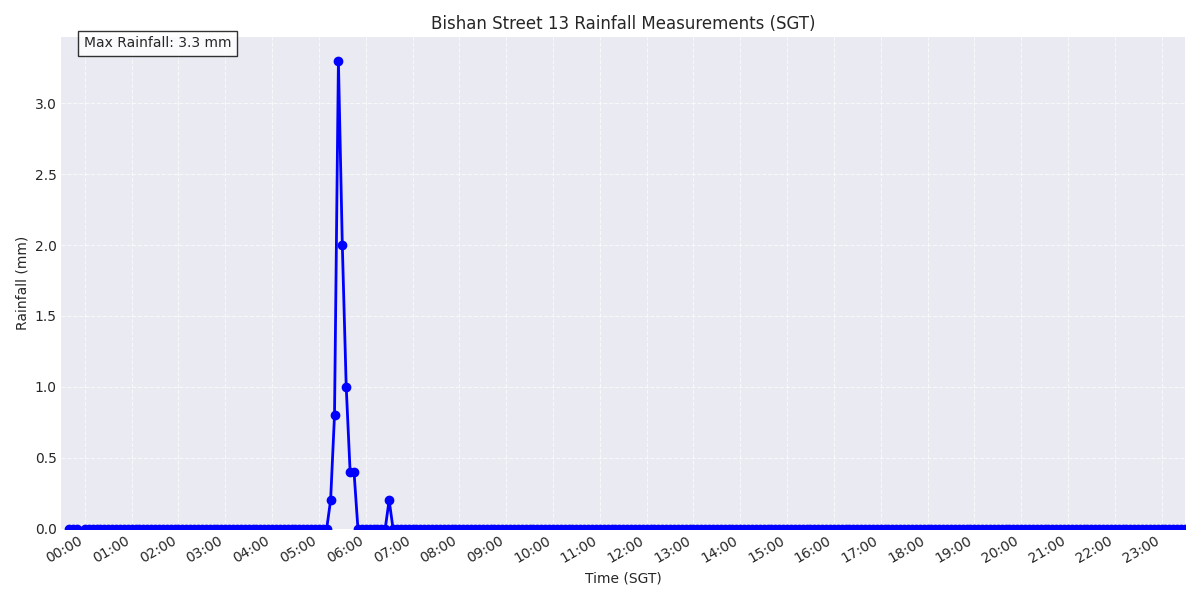 Bishan Street 13 Rainfall Measurements (SGT)
Max Rainfall: 3.3 mm
Rainfall (mm)
3.0
2.5
2.0
1.5
1.0
0.5
0.0
00:00 01:00 02:00 03:00 04:00 05:00 06:00 07:00 08:00 09:00 10:00 11:00 12:00 13:00 14:00 15:00 16:00 17:00 18:00 19:00 20:00 21:00 22:00 23:00
Time (SGT)